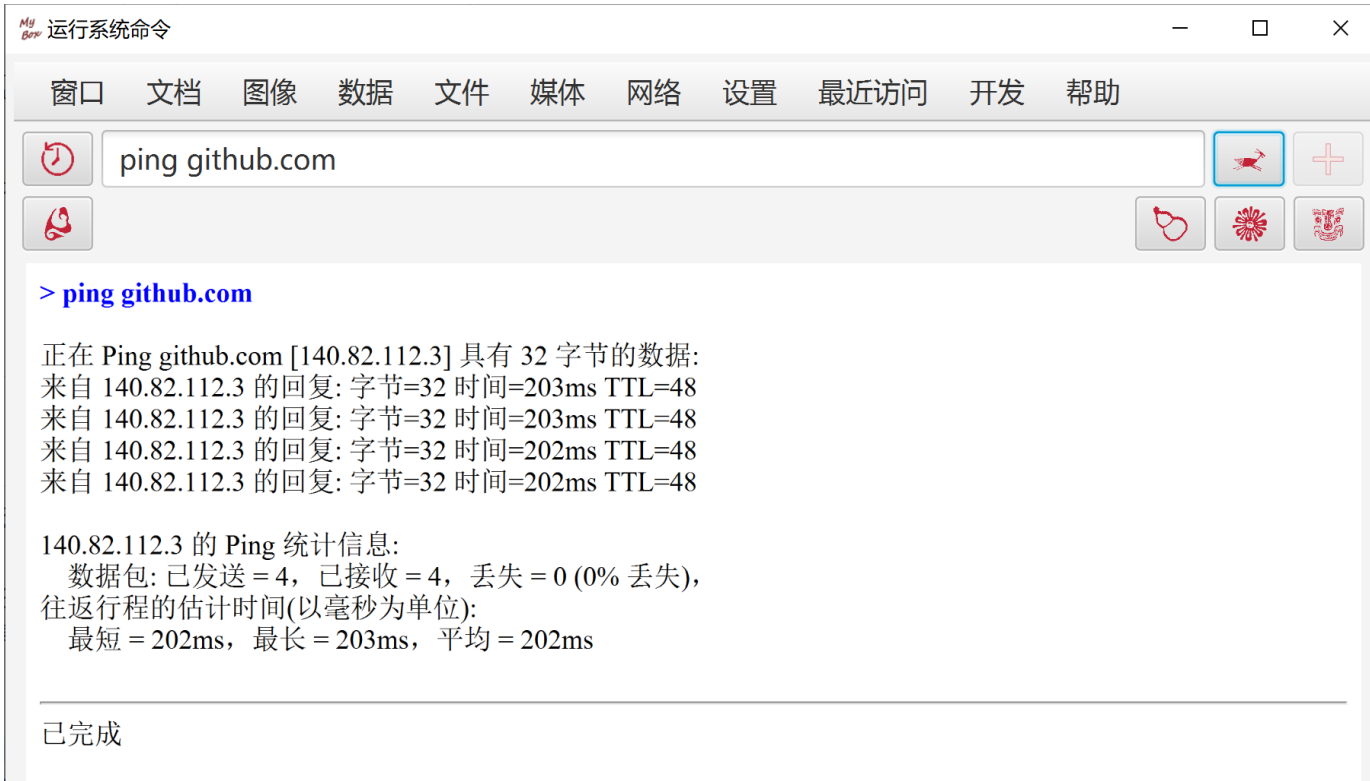 My Box 运行系统命令
窗口 文档 图像 数据 文件 媒体 网络 设置 最近访问 开发 帮助
ping github.com
> ping github.com
正在 Ping github.com [140.82.112.3] 具有 32 字节的数据:
来自 140.82.112.3 的回复: 字节=32 时间=203ms TTL=48
来自 140.82.112.3 的回复: 字节=32 时间=203ms TTL=48
来自 140.82.112.3 的回复: 字节=32 时间=202ms TTL=48
来自 140.82.112.3 的回复: 字节=32 时间=202ms TTL=48
140.82.112.3 的 Ping 统计信息:
数据包: 已发送 = 4，已接收 = 4，丢失 = 0 (0% 丢失)，
往返行程的估计时间(以毫秒为单位):
最短 = 202ms，最长 = 203ms，平均 = 202ms
已完成